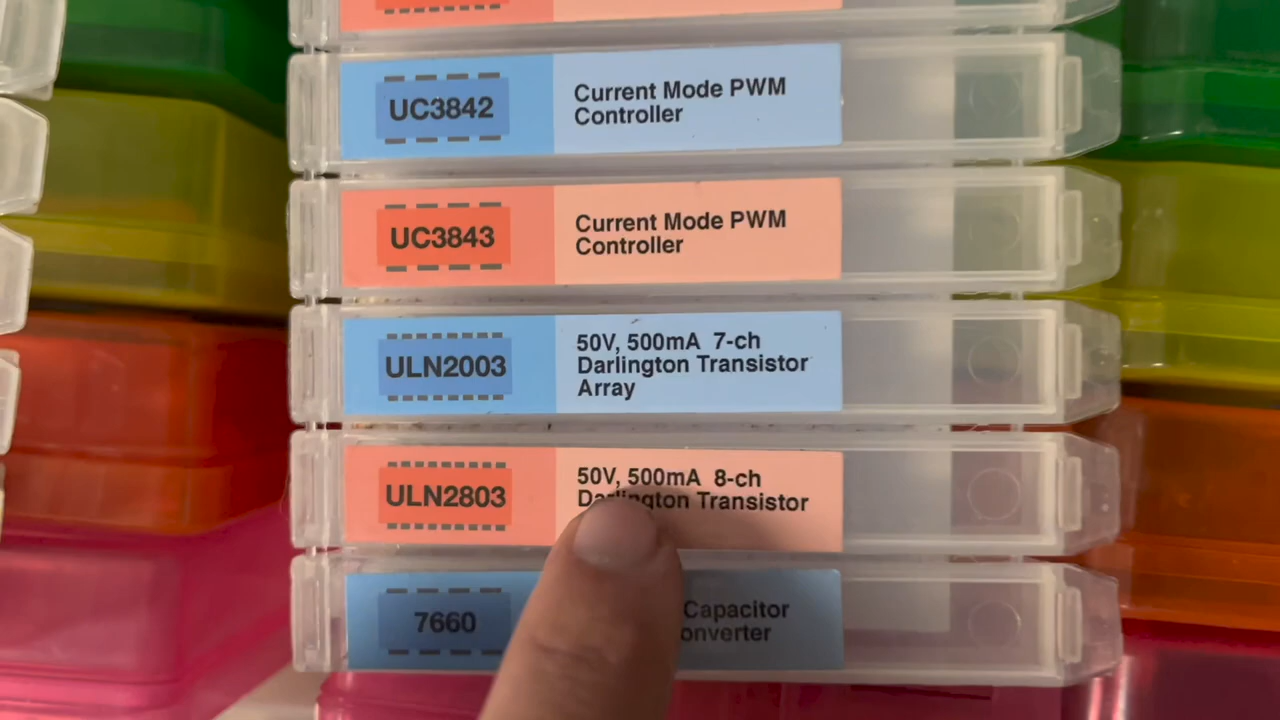 UC3842
Current Mode PWM
Controller
UC3843
Current Mode PWM
Controller
ULN2003
50V, 500mA 7-ch
Darlington Transistor
Array
ULN2803
50V, 500mA 8-ch
Darlington Transistor
7660
Capacitor